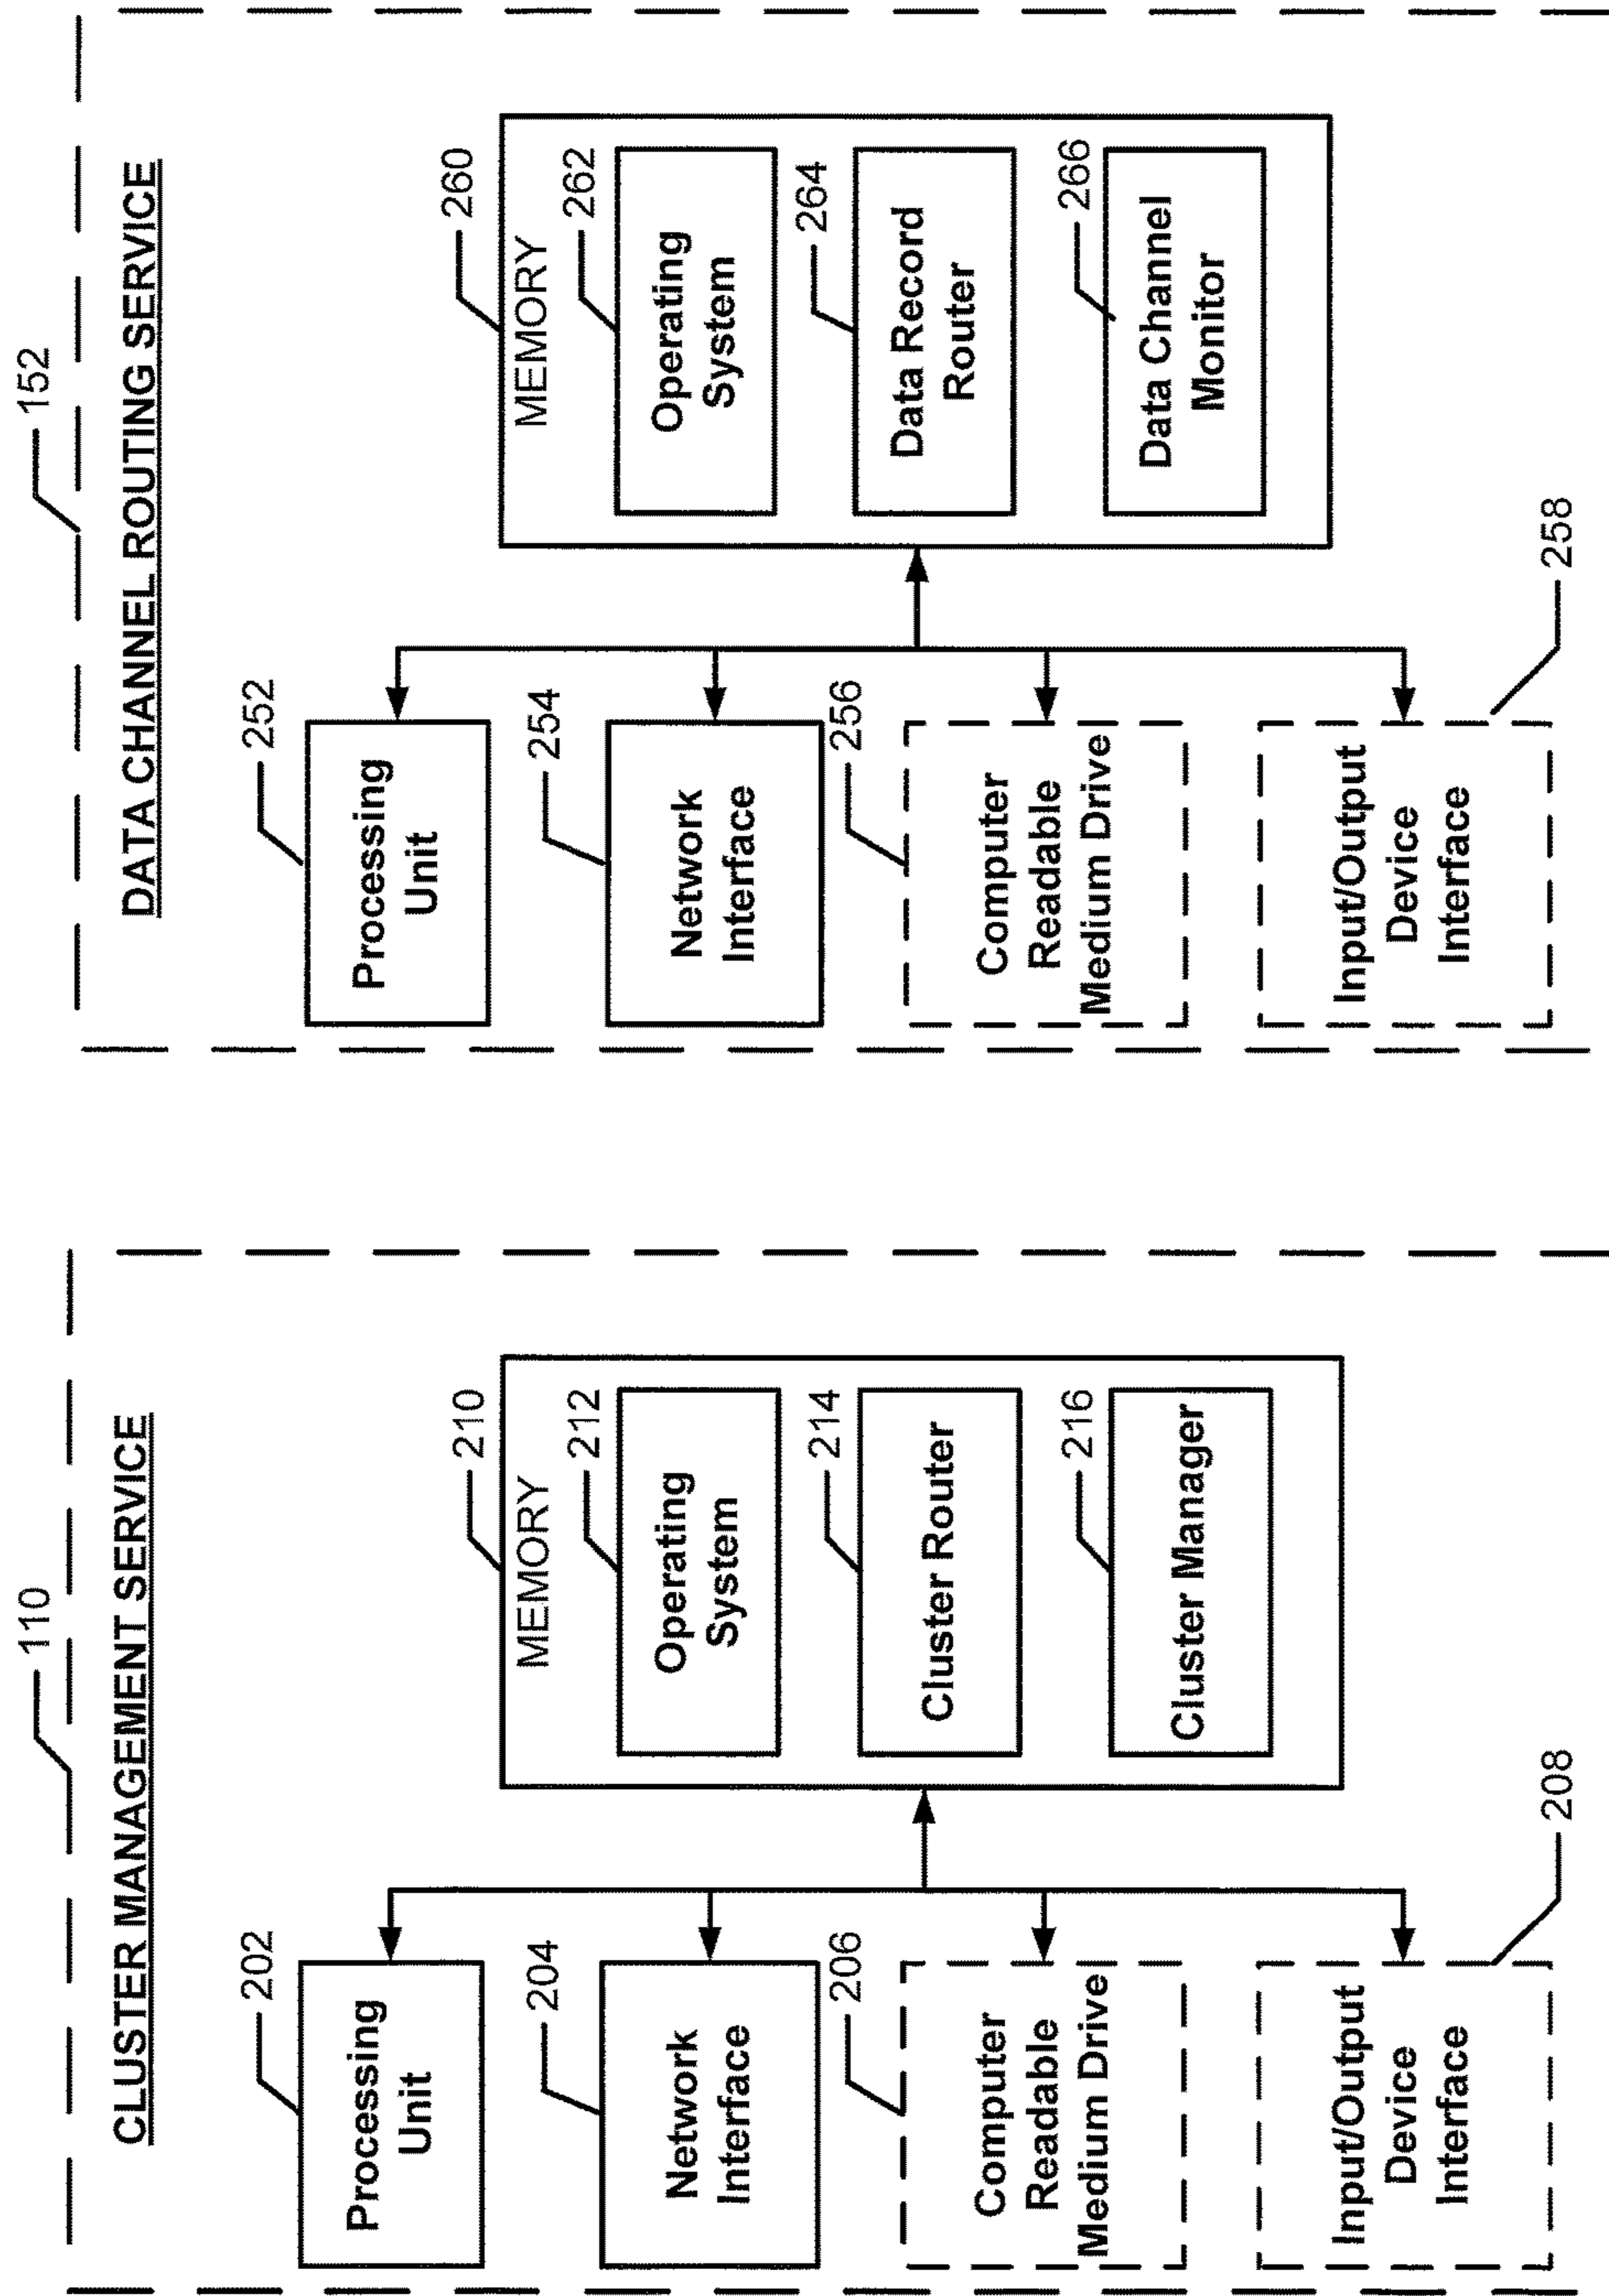 110
CLUSTER MANAGEMENT SERVICE
202
Processing
Unit
204
Network
Interface
206
Computer
Readable
Medium Drive
208
Input/Output
Device
Interface
210
MEMORY
212
Operating
System
214
Cluster Router
216
Cluster Manager
152
DATA CHANNEL ROUTING SERVICE
252
Processing
Unit
254
Network
Interface
256
Computer
Readable
Medium Drive
258
Input/Output
Device
Interface
260
MEMORY
262
Operating
System
264
Data Record
Router
266
Data Channel
Monitor